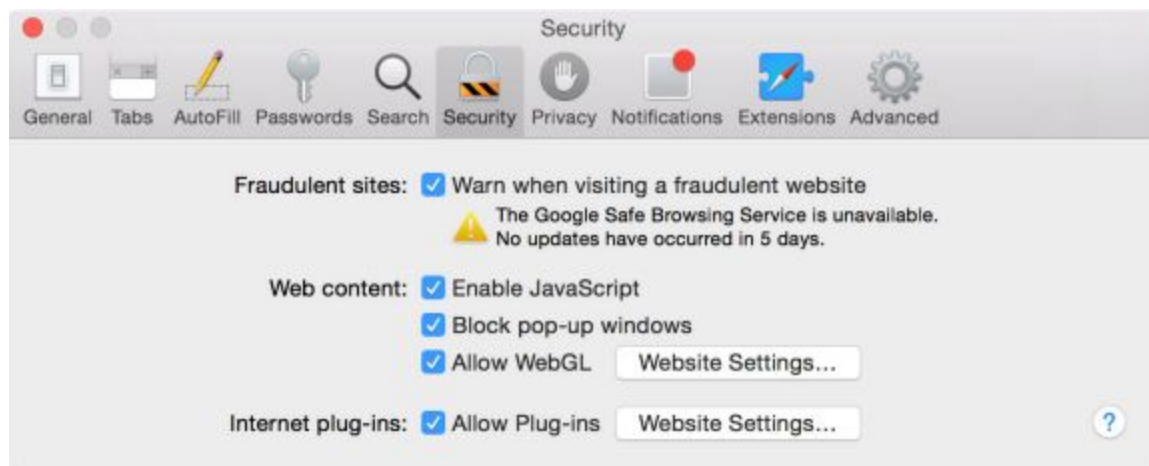 Security
General Tabs AutoFill Passwords Search Security Privacy Notifications Extensions Advanced
Fraudulent sites: Warn when visiting a fraudulent website
The Google Safe Browsing Service is unavailable.
No updates have occurred in 5 days.
Web content: Enable JavaScript
Block pop-up windows
Allow WebGL Website Settings...
Internet plug-ins: Allow Plug-ins Website Settings... ?